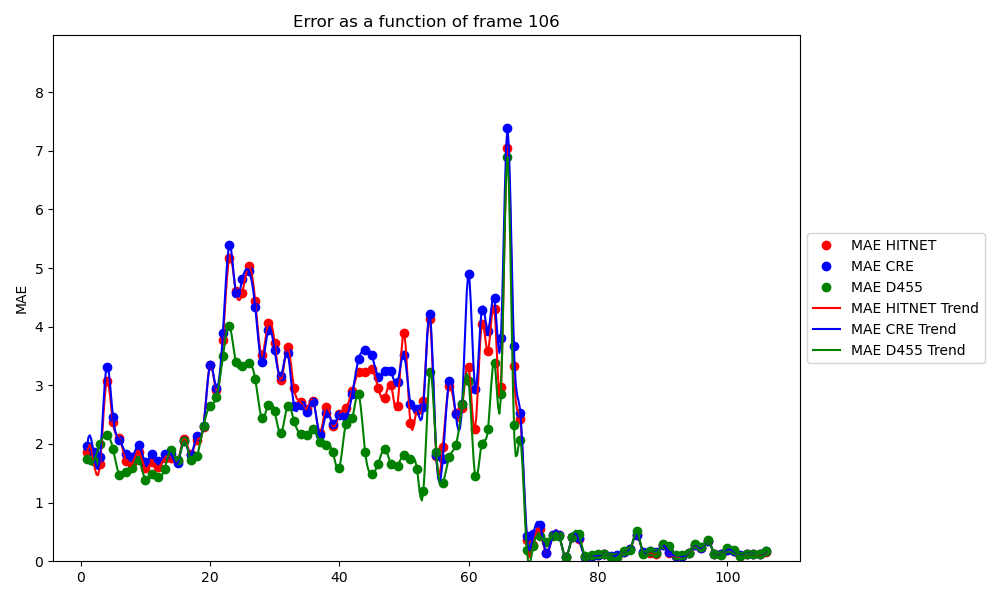 Error as a function of frame 106
MAE
8
7
6
5
4
3
2
1
0
0 20 40 60 80 100
MAE HITNET
MAE CRE
MAE D455
MAE HITNET Trend
MAE CRE Trend
MAE D455 Trend